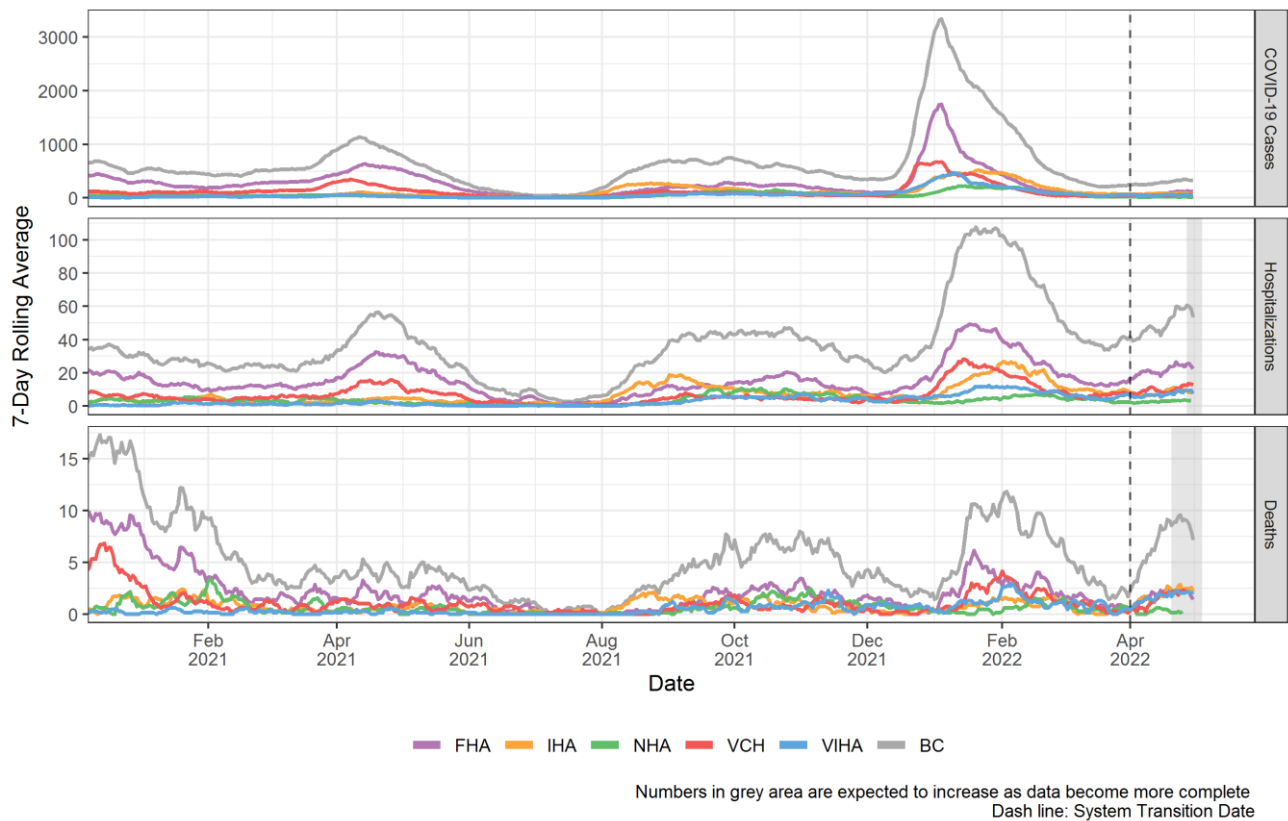 3000
2000
1000
0
COVID-19 Cases
7-Day Rolling Average
100
80
60
40
20
0
Hospitalizations
15
10
5
0
Deaths
Feb
2021
Apr
2021
Jun
2021
Aug
2021
Oct
2021
Dec
2021
Feb
2022
Apr
2022
Date
FHA IHA NHA VCH VIHA BC
Numbers in grey area are expected to increase as data become more complete
Dash line: System Transition Date